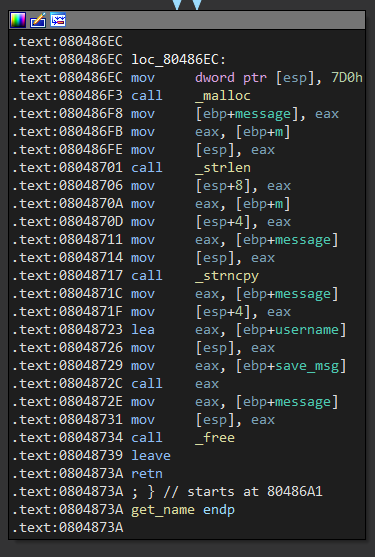 .text:080486EC
.text:080486EC loc_80486EC:
.text:080486EC mov     dword ptr [esp], 7D0h
.text:080486F3 call    _malloc
.text:080486F8 mov     [ebp+message], eax
.text:080486FB mov     eax, [ebp+m]
.text:080486FE mov     [esp], eax
.text:08048701 call    _strlen
.text:08048706 mov     [esp+8], eax
.text:0804870A mov     eax, [ebp+m]
.text:0804870D mov     [esp+4], eax
.text:08048711 mov     eax, [ebp+message]
.text:08048714 mov     [esp], eax
.text:08048717 call    _strncpy
.text:0804871C mov     eax, [ebp+message]
.text:0804871F mov     [esp+4], eax
.text:08048723 lea     eax, [ebp+username]
.text:08048726 mov     [esp], eax
.text:08048729 mov     eax, [ebp+save_msg]
.text:0804872C call    eax
.text:0804872E mov     eax, [ebp+message]
.text:08048731 mov     [esp], eax
.text:08048734 call    _free
.text:08048739 leave
.text:0804873A retn
.text:0804873A ; } // starts at 80486A1
.text:0804873A get_name endp
.text:0804873A